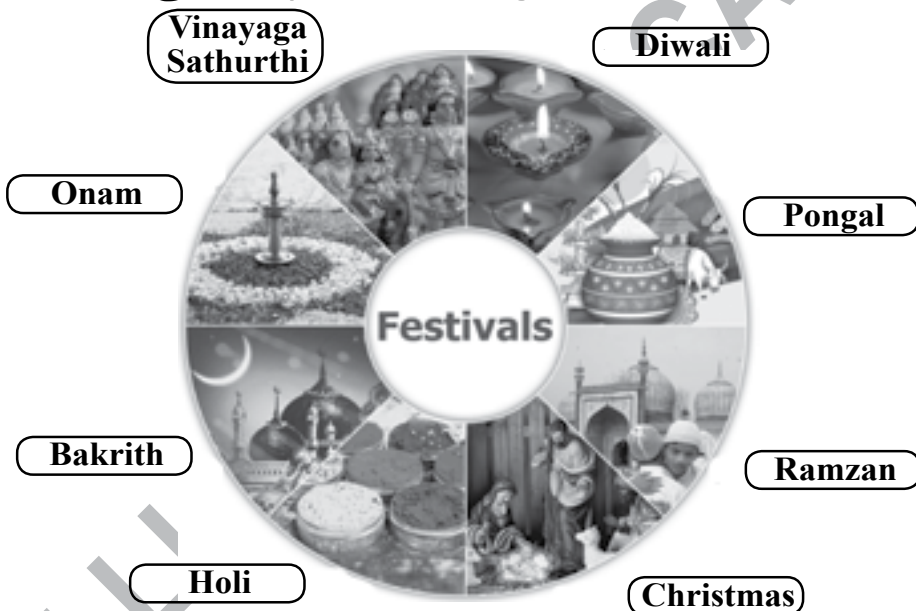 Vinayaga
Sathurthi
Diwali
Onam
Pongal
Festivals
Bakrith
Ramzan
Holi
Christmas